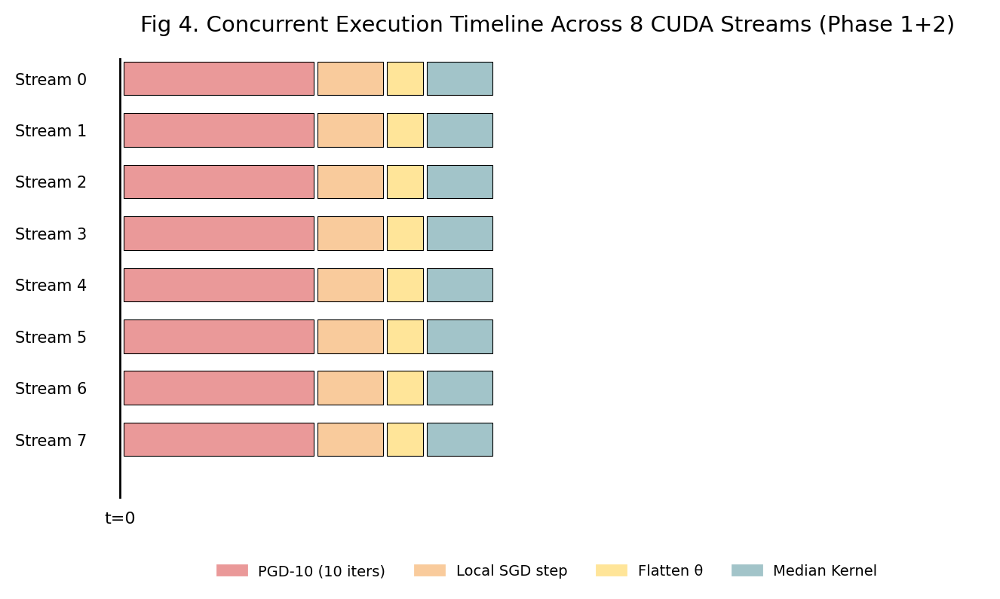 Fig 4. Concurrent Execution Timeline Across 8 CUDA Streams (Phase 1+2)
Stream 0
Stream 1
Stream 2
Stream 3
Stream 4
Stream 5
Stream 6
Stream 7
t=0
PGD-10 (10 iters)
Local SGD step
Flatten θ
Median Kernel